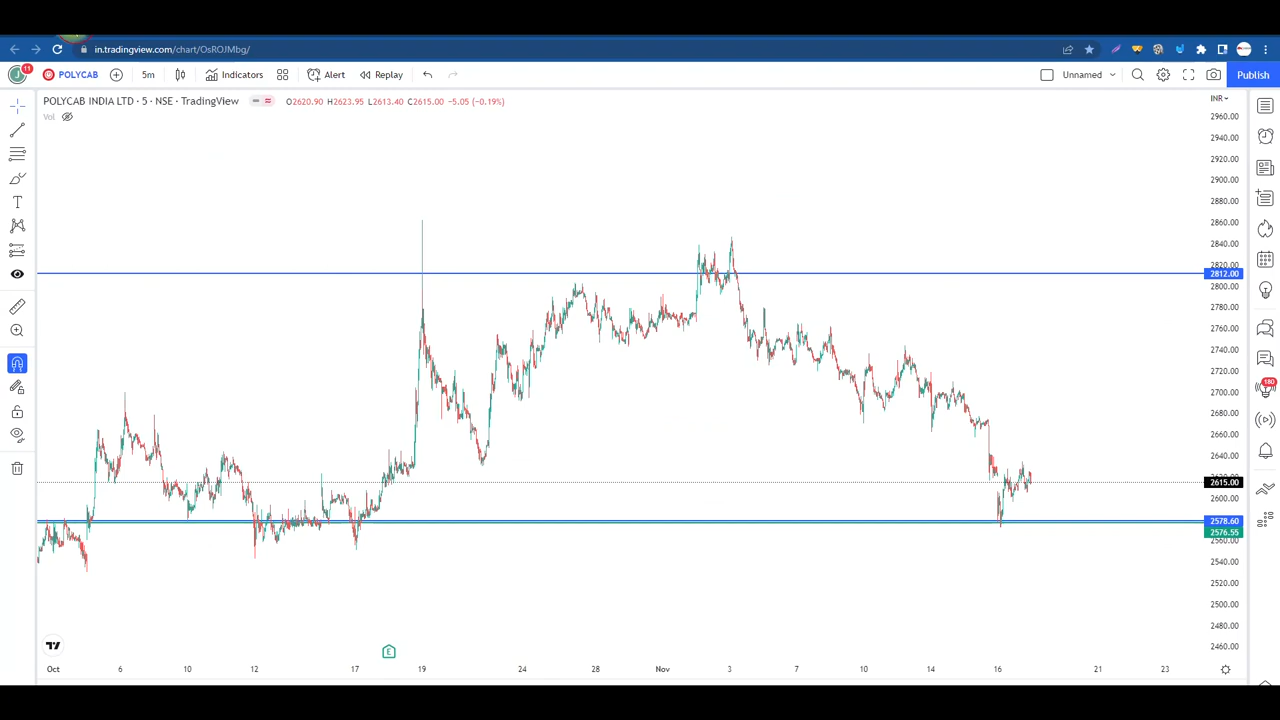 in.tradingview.com/chart/OsROJMbg/
11
POLYCAB
5m
Indicators
Alert
Replay
Unnamed
Publish
POLYCAB INDIA LTD · 5 · NSE · TradingView
O2620.90 H2623.95 L2613.40 C2615.00 -5.05 (-0.19%)
INR
Vol
2960.00
2940.00
2920.00
2900.00
2880.00
2860.00
2840.00
2820.00
2812.00
2800.00
2780.00
2760.00
2740.00
2720.00
2700.00
2680.00
2660.00
2640.00
2615.00
2600.00
2578.60
2576.55
2560.00
2540.00
2520.00
2500.00
2480.00
2460.00
180
E
Oct
6
10
12
17
19
24
28
Nov
3
7
10
14
16
21
23